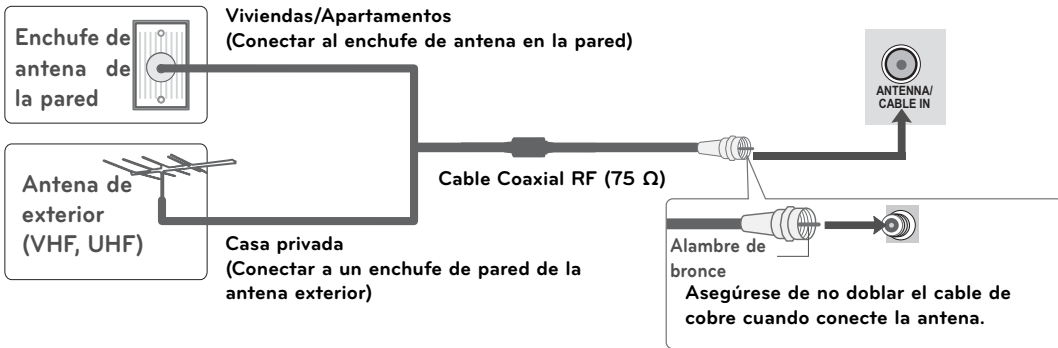 Viviendas/Apartamentos
(Conectar al enchufe de antena en la pared)
Enchufe de
antena de
la pared
ANTENNA/
CABLE IN
Antena de
exterior
(VHF, UHF)
Cable Coaxial RF (75 Ω)
Casa privada
(Conectar a un enchufe de pared de la
antena exterior)
Alambre de
bronce
Asegúrese de no doblar el cable de
cobre cuando conecte la antena.